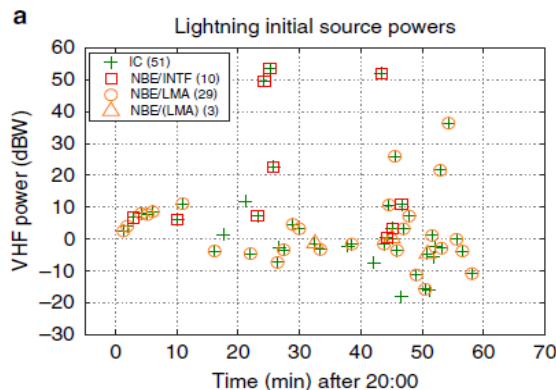 a
Lightning initial source powers
IC (51)
NBE/INTF (10)
NBE/LMA (29)
NBE/(LMA) (3)
VHF power (dBW)
60
50
40
30
20
10
0
−10
−20
−30
0 10 20 30 40 50 60 70
Time (min) after 20:00